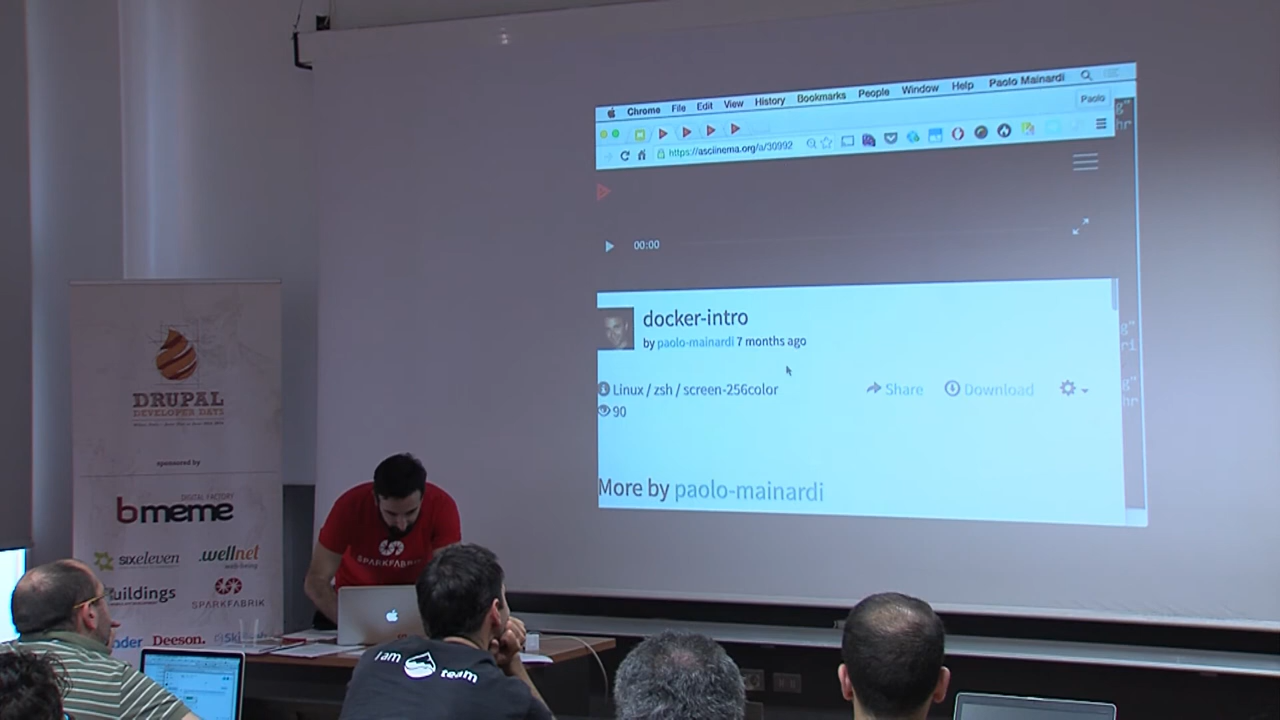 Chrome File Edit View History Bookmarks People Window Help Paolo Mainardi
Paolo
https://asciinema.org/a/30992
00:00
docker-intro
by paolo-mainardi 7 months ago
Linux / zsh / screen-256color
Share Download
90
More by paolo-mainardi
DRUPAL
DEVELOPER DAYS
sponsored by
DIGITAL FACTORY
bmeme
sixeleven
.wellnet
SPARKFABRIK
Deeson.
SPARKFABRIK
I am team